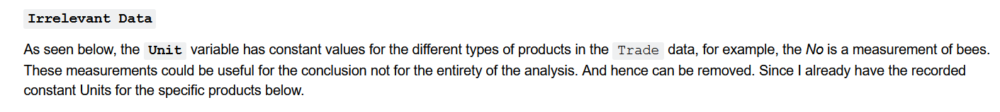 Irrelevant Data
As seen below, the Unit variable has constant values for the different types of products in the Trade data, for example, the No is a measurement of bees.
These measurements could be useful for the conclusion not for the entirety of the analysis. And hence can be removed. Since I already have the recorded
constant Units for the specific products below.